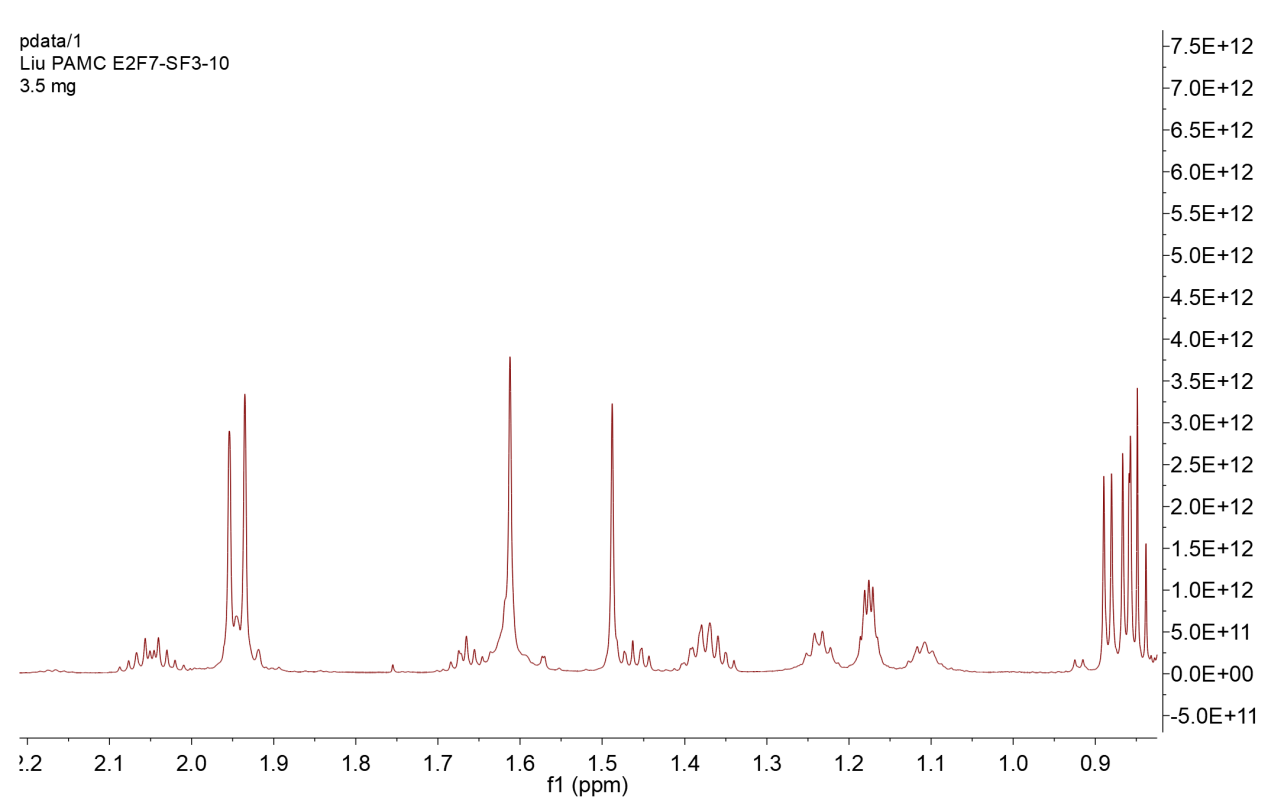 pdata/1
Liu PAMC E2F7-SF3-10
3.5 mg
7.5E+12
7.0E+12
6.5E+12
6.0E+12
5.5E+12
5.0E+12
4.5E+12
4.0E+12
3.5E+12
3.0E+12
2.5E+12
2.0E+12
1.5E+12
1.0E+12
5.0E+11
0.0E+00
-5.0E+11
:.2 2.1 2.0 1.9 1.8 1.7 1.6 1.5 1.4 1.3 1.2 1.1 1.0 0.9
f1 (ppm)